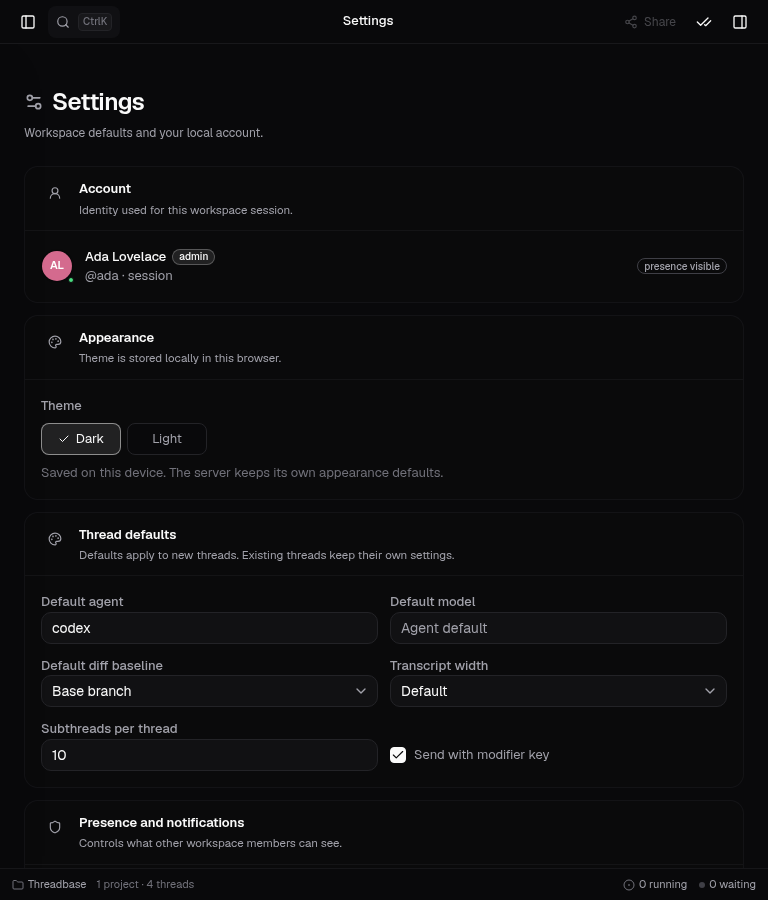 CtrlK
Settings
Share
Settings
Workspace defaults and your local account.
Account
Identity used for this workspace session.
AL
Ada Lovelace admin
@ada · session
presence visible
Appearance
Theme is stored locally in this browser.
Theme
Dark
Light
Saved on this device. The server keeps its own appearance defaults.
Thread defaults
Defaults apply to new threads. Existing threads keep their own settings.
Default agent
codex
Default model
Agent default
Default diff baseline
Base branch
Transcript width
Default
Subthreads per thread
10
Send with modifier key
Presence and notifications
Controls what other workspace members can see.
Threadbase 1 project · 4 threads
0 running 0 waiting